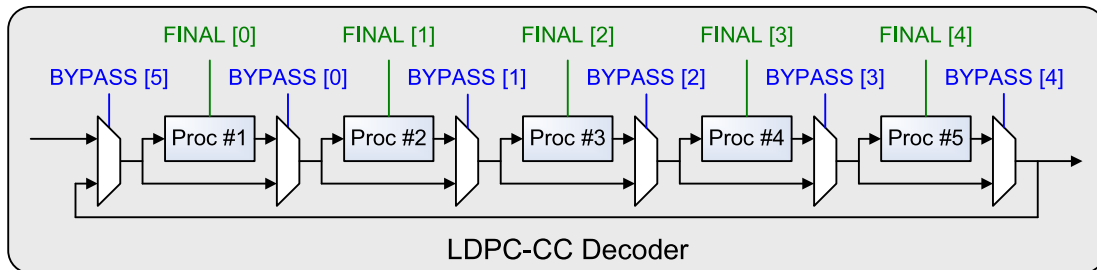 FINAL [0] FINAL [1] FINAL [2] FINAL [3] FINAL [4]
BYPASS [5] BYPASS [0] BYPASS [1] BYPASS [2] BYPASS [3] BYPASS [4]
Proc #1 Proc #2 Proc #3 Proc #4 Proc #5
LDPC-CC Decoder